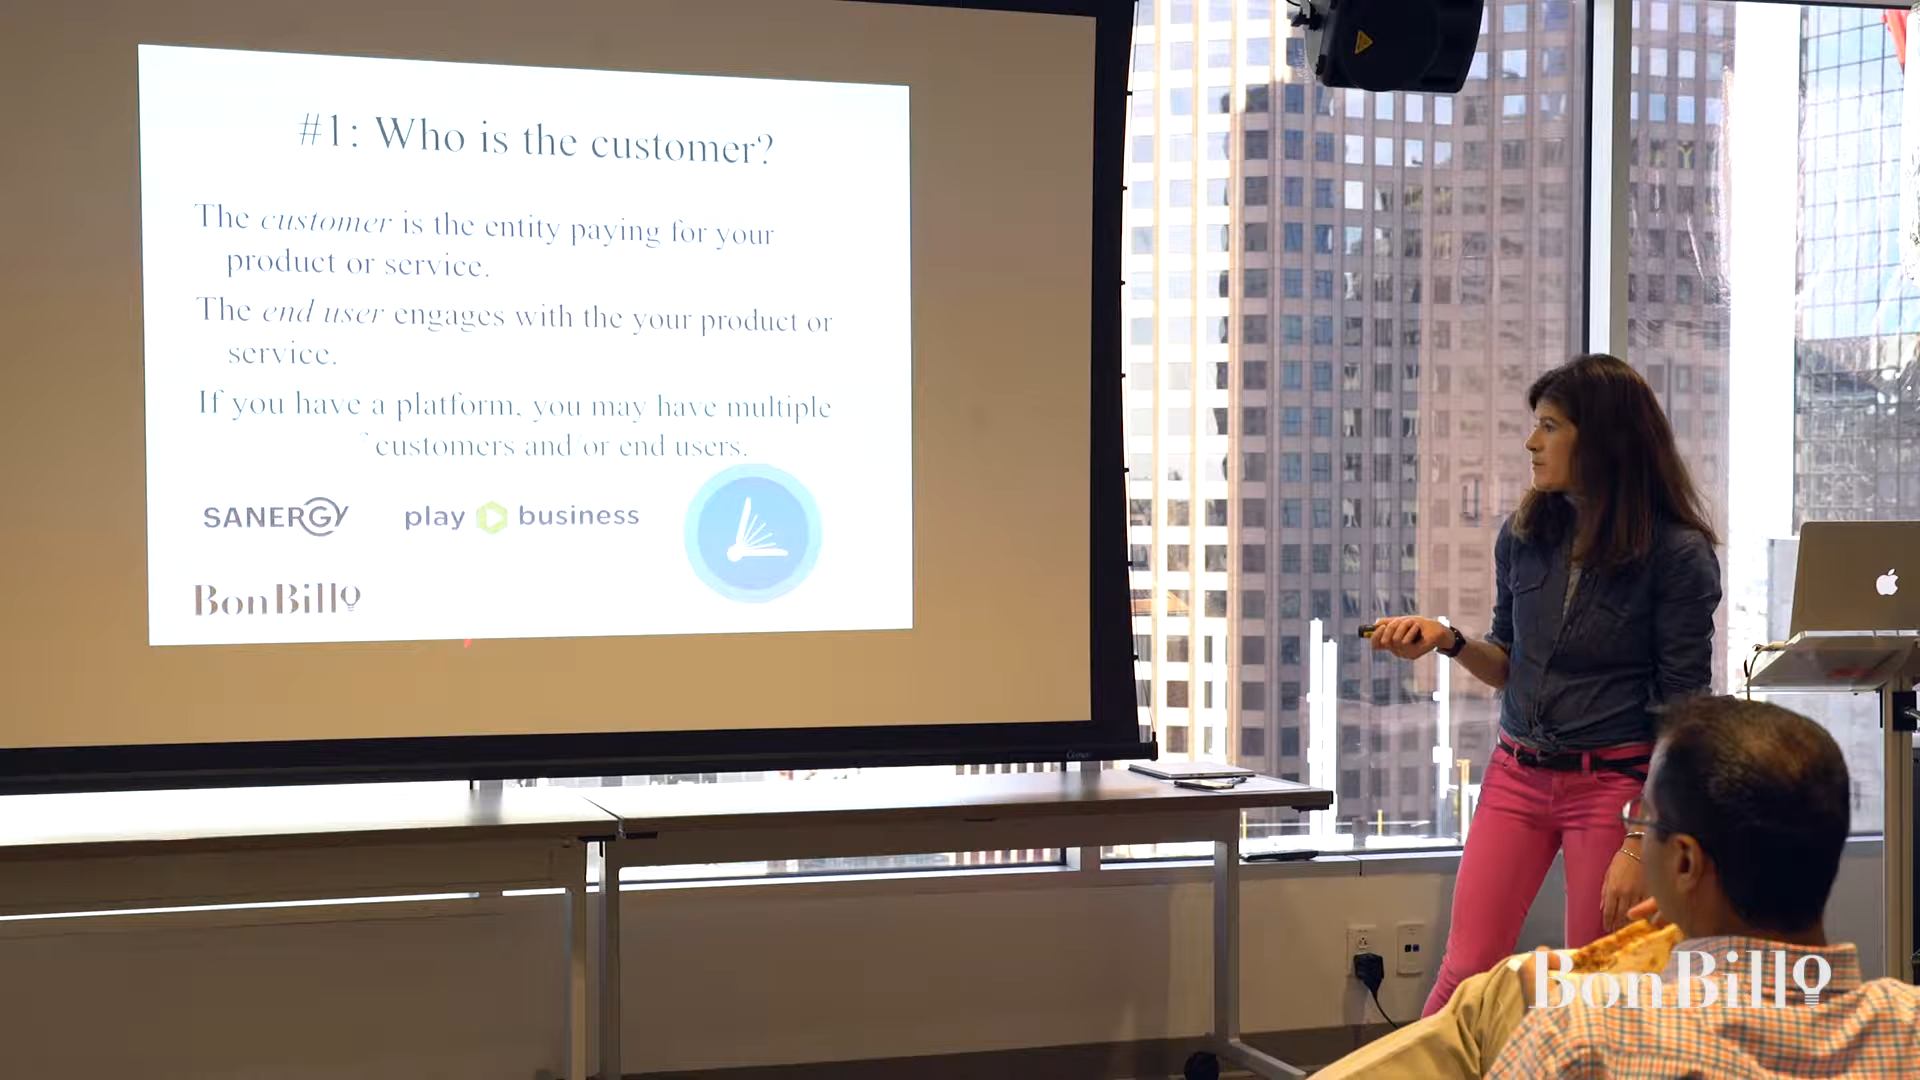 #1: Who is the customer?
The customer is the entity paying for your
product or service.
The end user engages with the your product or
service.
If you have a platform, you may have multiple
customers and/or end users.
SANERGY
play business
BonBillo
BonBillo